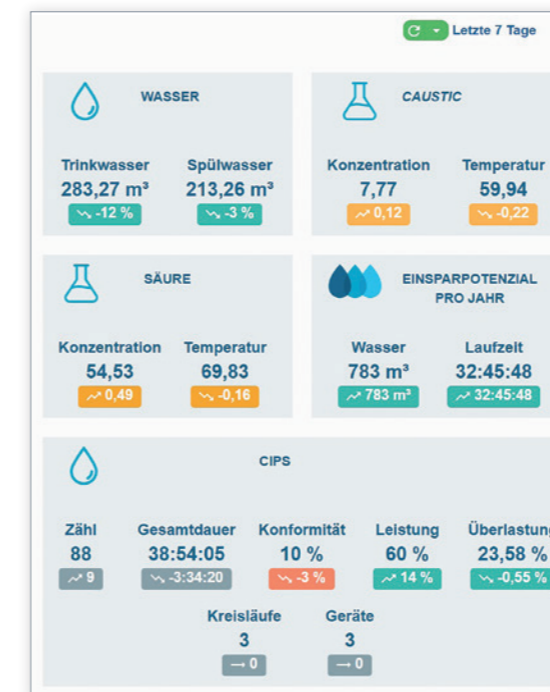 Letzte 7 Tage
WASSER
Trinkwasser Spülwasser
283,27 m³ 213,26 m³
-12 % -3 %
CAUSTIC
Konzentration Temperatur
7,77 59,94
0,12 -0,22
SÄURE
Konzentration Temperatur
54,53 69,83
0,49 -0,16
EINSPARPOTENZIAL
PRO JAHR
Wasser Laufzeit
783 m³ 32:45:48
783 m³ 32:45:48
CIPS
Zähl Gesamtdauer Konformität Leistung Überlastung
88 38:54:05 10 % 60 % 23,58 %
9 -3:34:20 -3 % 14 % -0,55 %
Kreisläufe Geräte
3 3
0 0